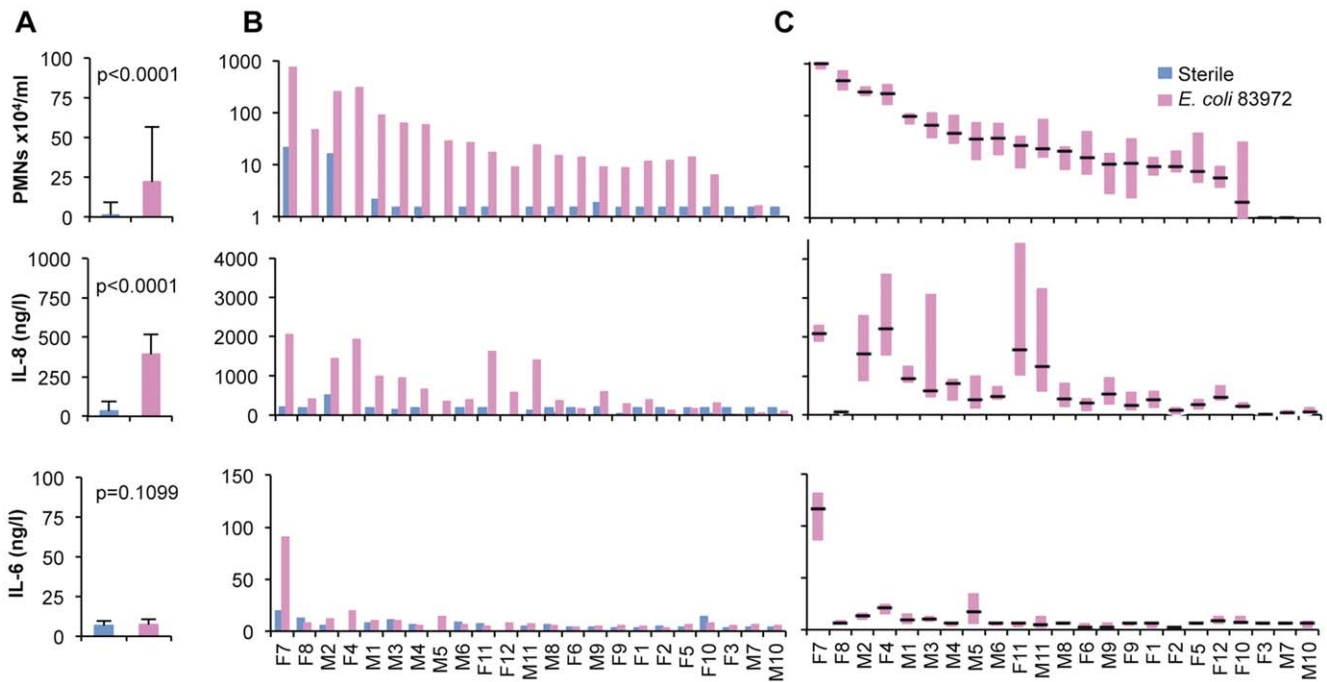 A
B
C
PMNs x10⁴/ml
100
75
50
25
0
p<0.0001
1000
100
10
1
Sterile
E. coli 83972
IL-8 (ng/l)
1000
750
500
250
0
p<0.0001
4000
3000
2000
1000
0
IL-6 (ng/l)
100
75
50
25
0
p=0.1099
150
100
50
0
F7 F8 M2 F4 M1 M3 M4 M5 M6 F11 F12 M11 M8 F6 M9 F9 F1 F2 F5 F10 F3 M7 M10
F7 F8 M2 F4 M1 M3 M4 M5 M6 F11 M11 M8 F6 M9 F9 F1 F2 F5 F12 F10 F3 M7 M10